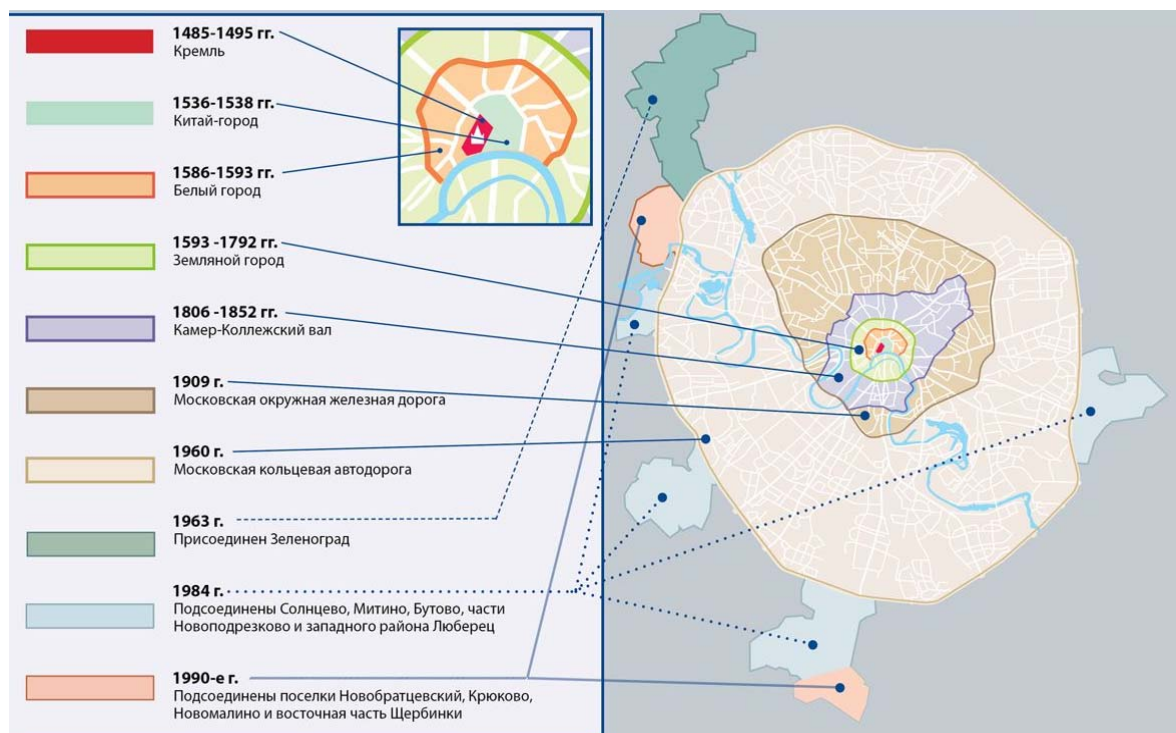 1485-1495 гг.
Кремль
1536-1538 гг.
Китай-город
1586-1593 гг.
Белый город
1593 -1792 гг.
Земляной город
1806 -1852 гг.
Камер-Коллежский вал
1909 г.
Московская окружная железная дорога
1960 г.
Московская кольцевая автодорога
1963 г.
Присоединен Зеленоград
1984 г.
Подсоединены Солнцево, Митино, Бутово, части
Новоподрезково и западного района Люберец
1990-е г.
Подсоединены поселки Новобратцевский, Крюково,
Новомалино и восточная часть Щербинки